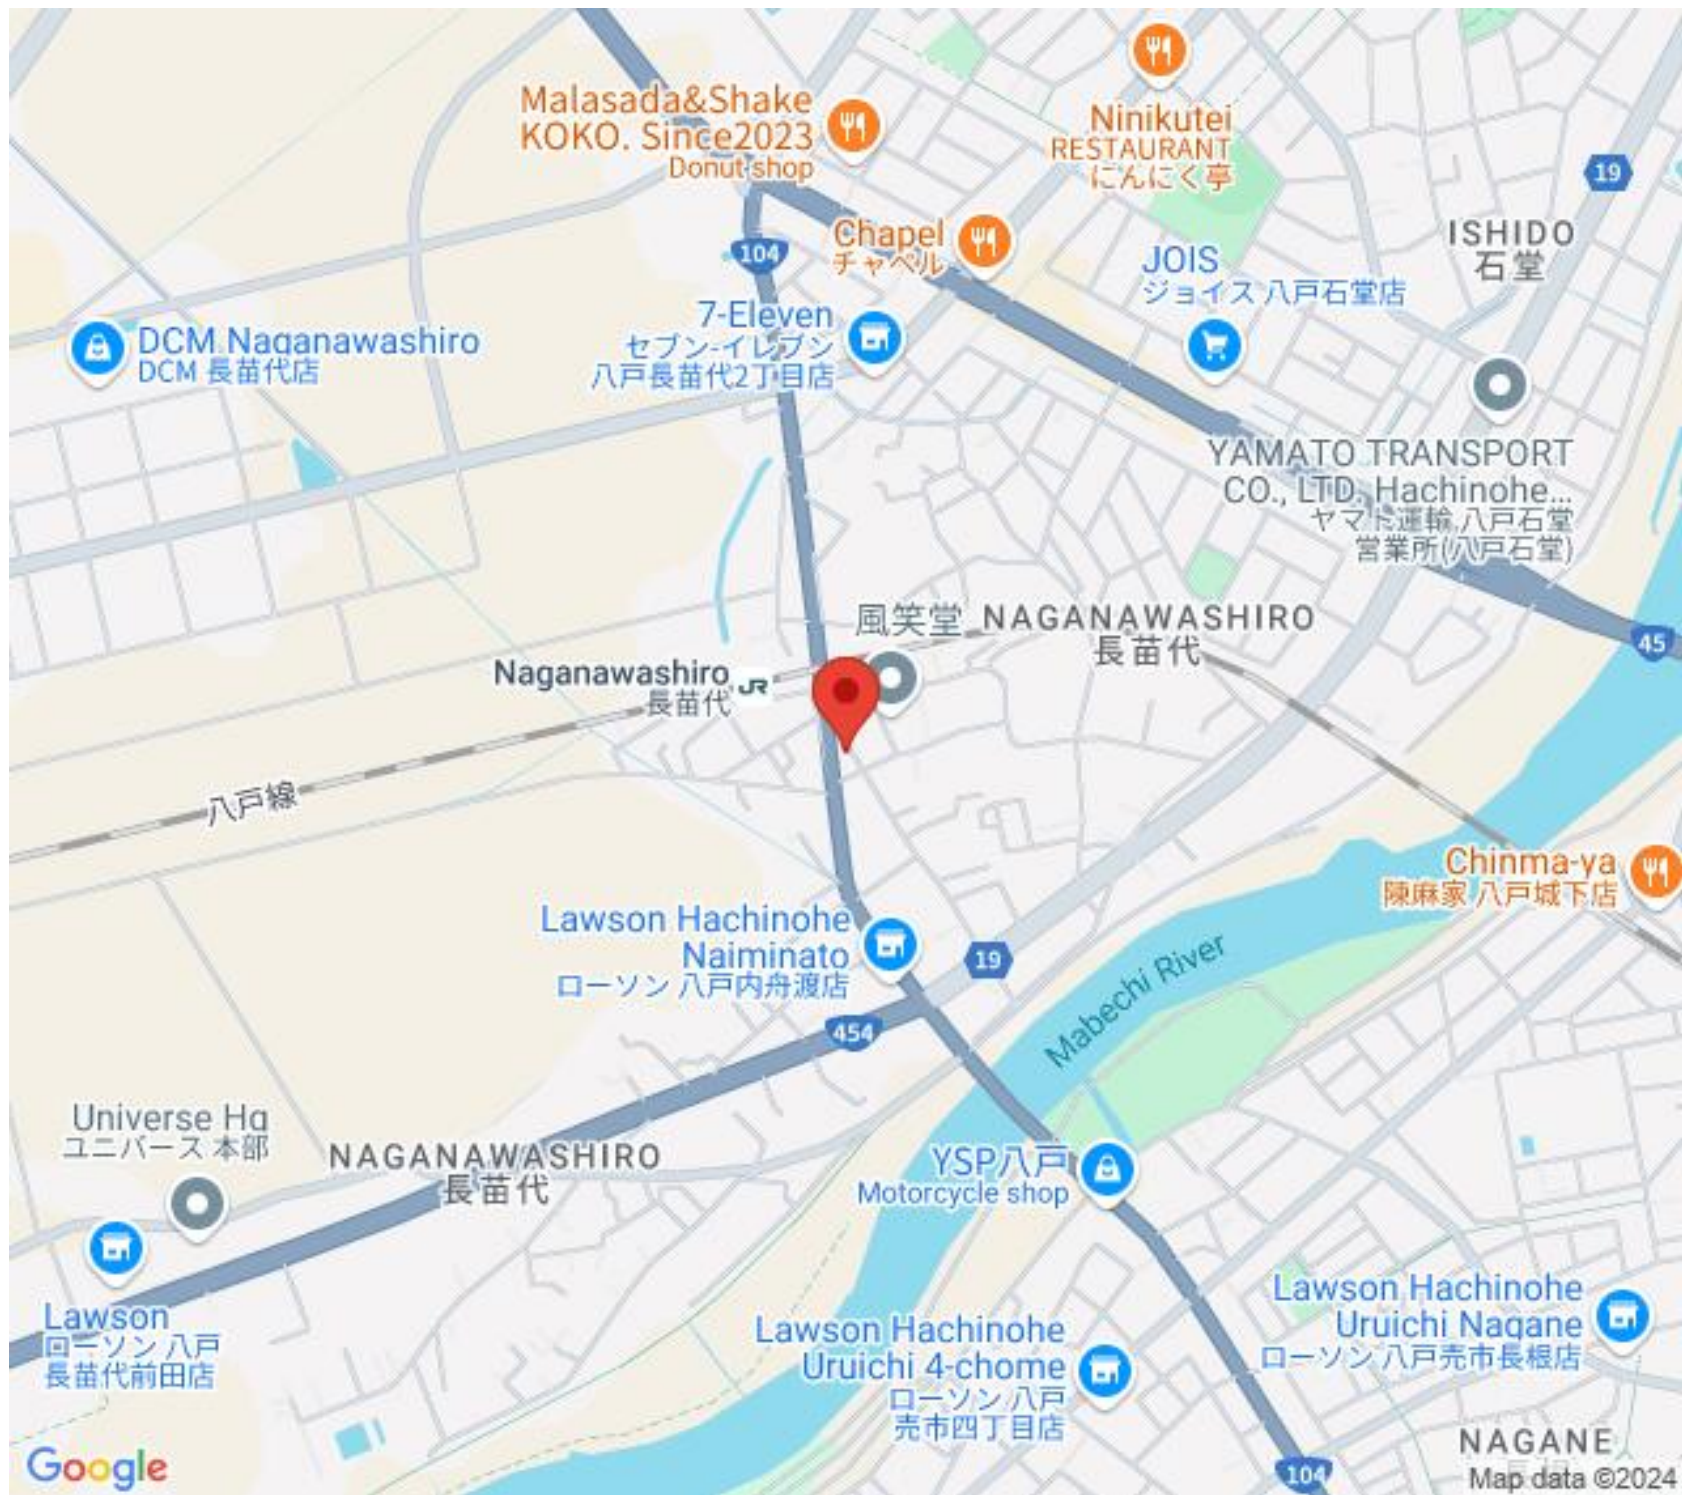 Malasada&Shake
KOKO. Since2023
Donut shop
Ninikutei
RESTAURANT
にんにく亭
19
ISHIDO
石堂
104
Chapel
チャペル
JOIS
ジョイス 八戸石堂店
7-Eleven
セブン-イレブン
八戸長苗代2丁目店
DCM Naganawashiro
DCM 長苗代店
YAMATO TRANSPORT
CO., LTD. Hachinohe...
ヤマト運輸 八戸石堂
営業所(八戸石堂)
風笑堂
NAGANAWASHIRO
長苗代
45
Naganawashiro
長苗代
JR
八戸線
Chinma-ya
陳麻家 八戸城下店
Lawson Hachinohe
Naiminato
ローソン 八戸内舟渡店
19
Mabechi River
454
Universe Hq
ユニバース 本部
NAGANAWASHIRO
長苗代
YSP八戸
Motorcycle shop
Lawson
ローソン 八戸
長苗代前田店
Lawson Hachinohe
Uruichi 4-chome
ローソン 八戸
売市四丁目店
Lawson Hachinohe
Uruichi Nagane
ローソン 八戸売市長根店
NAGANE
104
Google
Map data ©2024